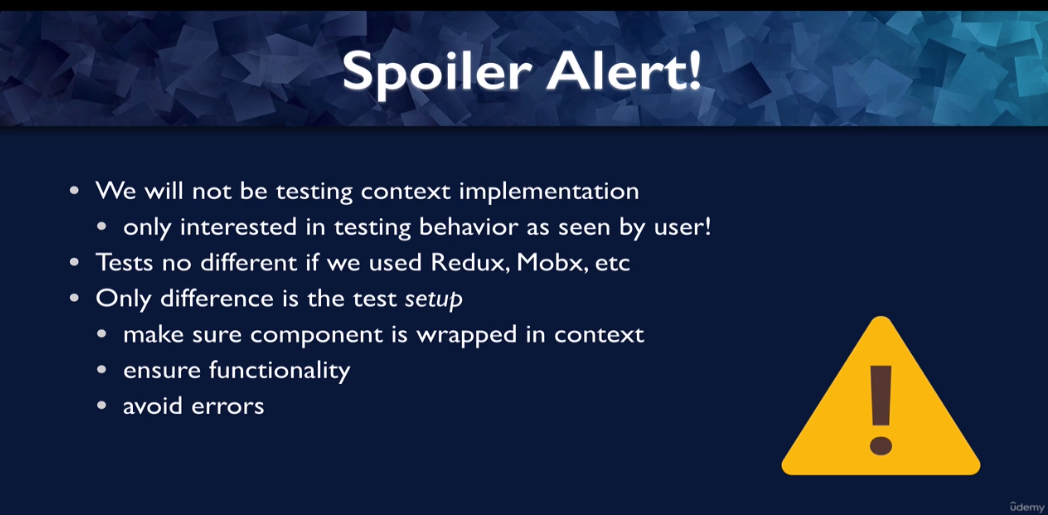 Spoiler Alert!
• We will not be testing context implementation
• only interested in testing behavior as seen by user!
• Tests no different if we used Redux, Mobx, etc
• Only difference is the test setup
• make sure component is wrapped in context
• ensure functionality
• avoid errors
!
ûdemy